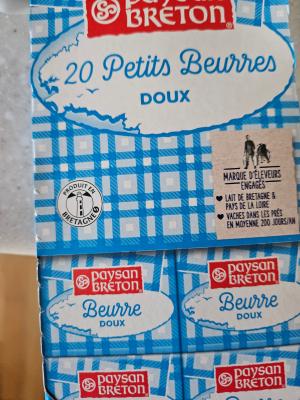 paysan
BRETON
20 Petits Beurres
DOUX
MARQUE D'ÉLEVEURS
ENGAGÉS
LAIT DE BRETAGNE &
PAYS DE LA LOIRE
VACHES DANS LES PRÉS
EN MOYENNE 200 JOURS/AN
PRODUIT EN
BRETAGNE
paysan
BRETON
Beurre
DOUX
paysan
BRETON
Beurre
DOUX
paysan
BRETON
paysan
BRETON